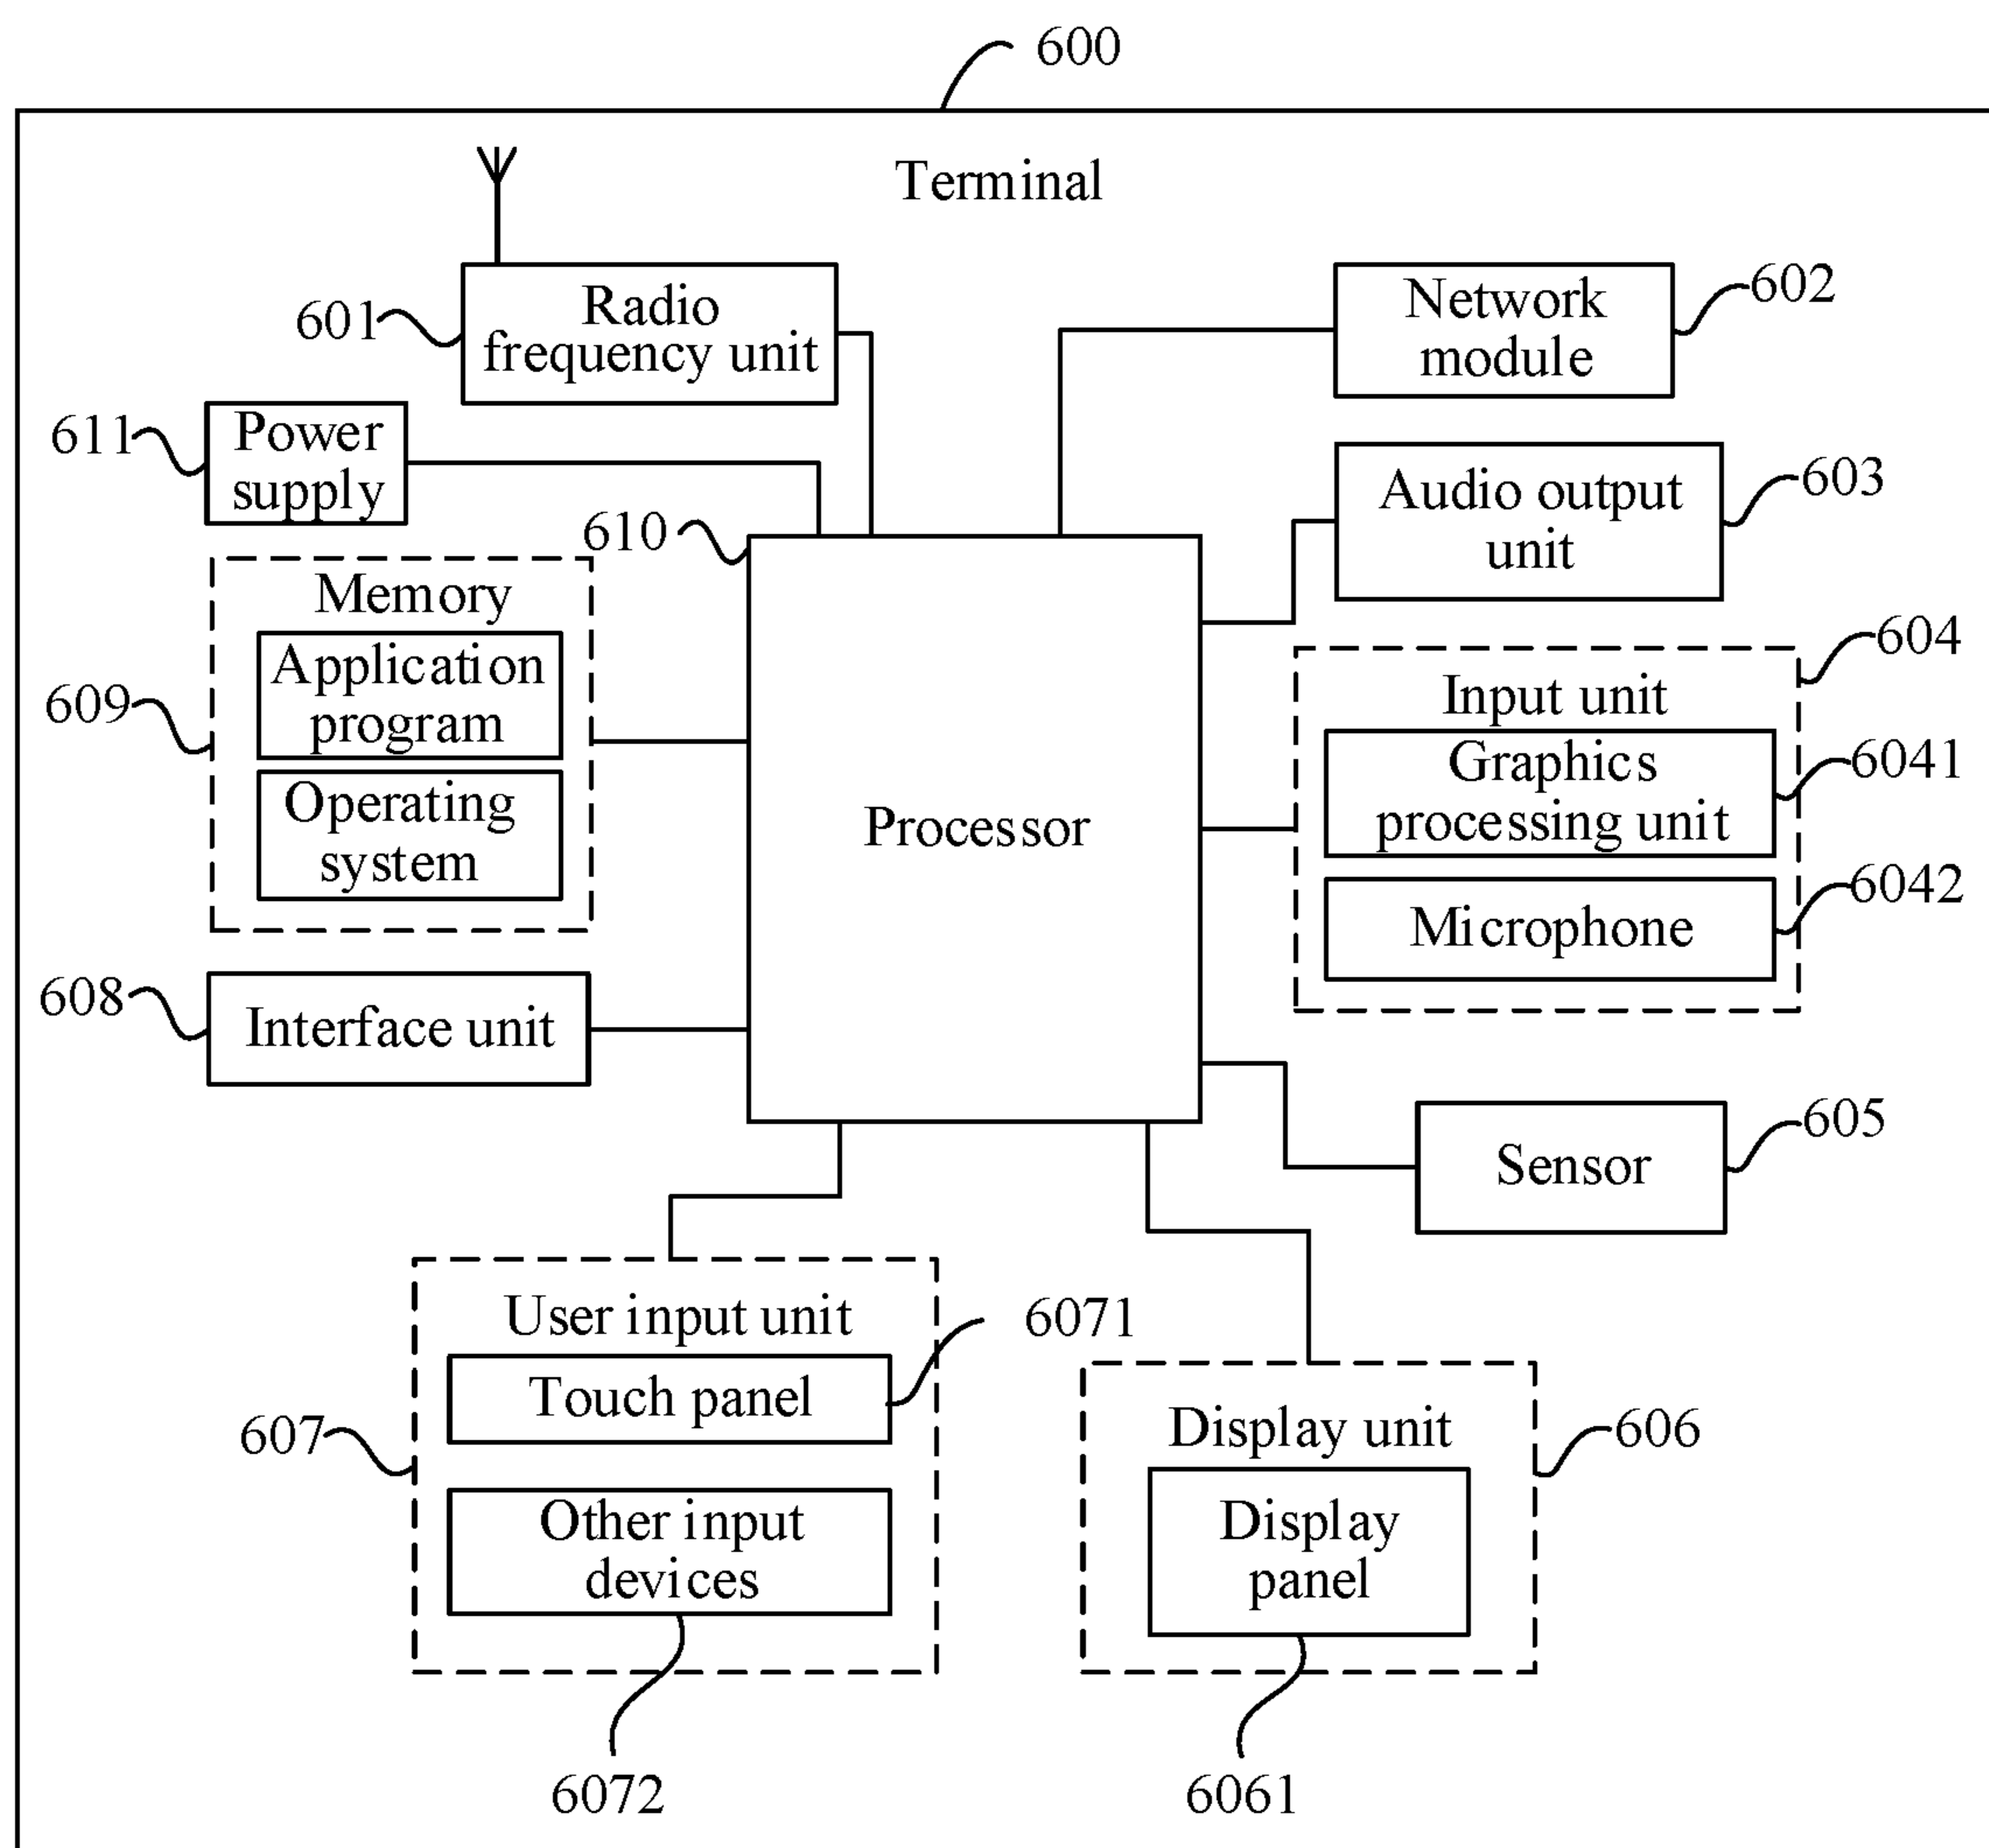 600
Terminal
601
Radio
frequency unit
Network
module
602
611
Power
supply
610
Audio output
unit
603
Memory
Application
program
Operating
system
609
Processor
604
Input unit
Graphics
processing unit
6041
Microphone
6042
608
Interface unit
Sensor
605
User input unit
Touch panel
6071
607
Other input
devices
6072
Display unit
606
Display
panel
6061